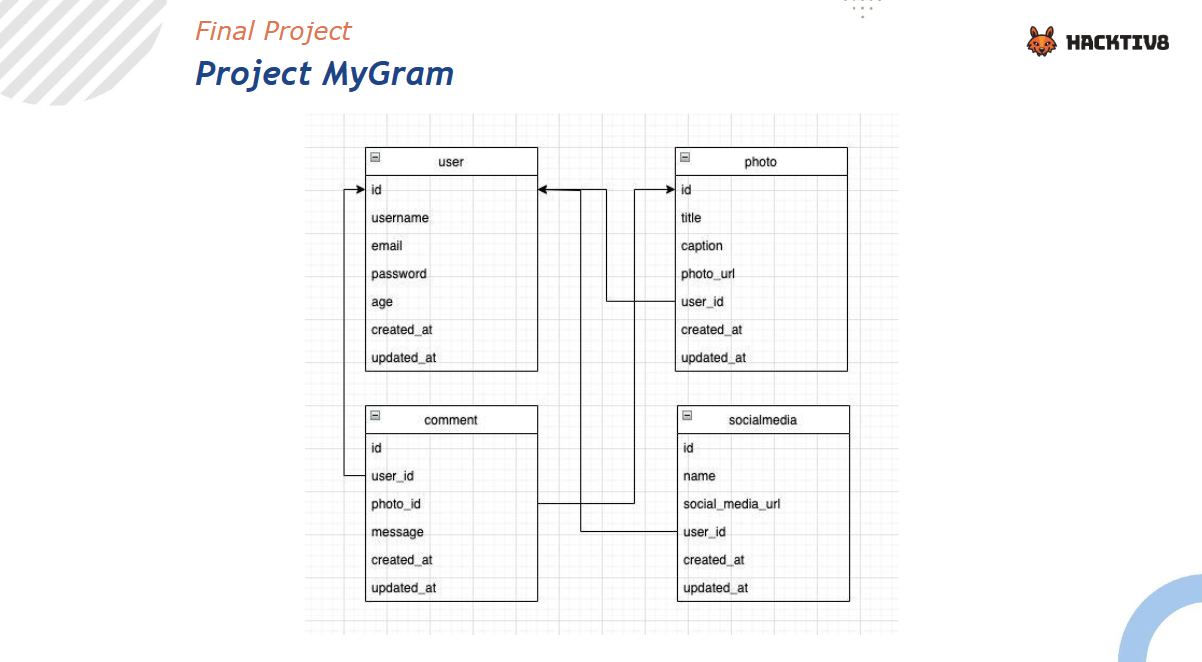 Final Project
Project MyGram
HACKTIV8
user
id
username
email
password
age
created_at
updated_at
photo
id
title
caption
photo_url
user_id
created_at
updated_at
comment
id
user_id
photo_id
message
created_at
updated_at
socialmedia
id
name
social_media_url
user_id
created_at
updated_at